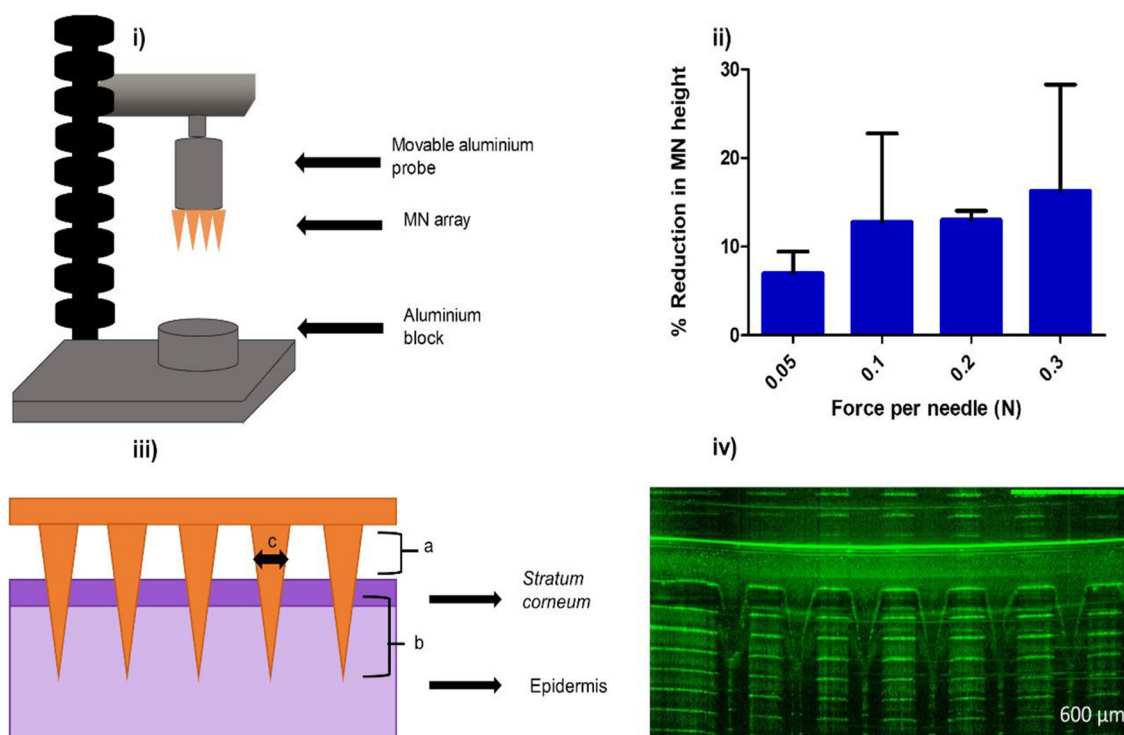 i)
Movable aluminium
probe
MN array
Aluminium
block
ii)
% Reduction in MN height
30
20
10
0
0.05
0.1
0.2
0.3
Force per needle (N)
iii)
a
c
b
Stratum
corneum
Epidermis
iv)
600 µm